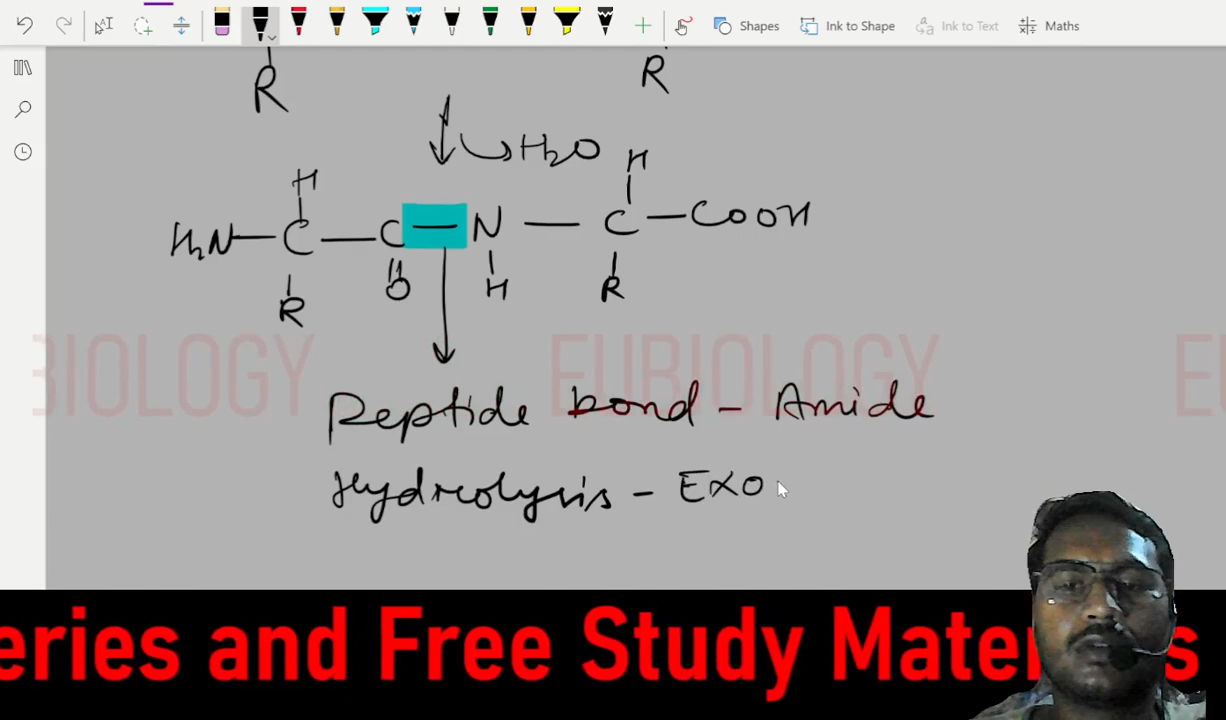 Shapes Ink to Shape Ink to Text Maths
R R
H₂O
H H
H₂N — C — C — N — C — COOH
R O H R
BIOLOGY EUBIOLOGY EU
Peptide bond - Amide
Hydrolysis - Exo
eries and Free Study Mater s